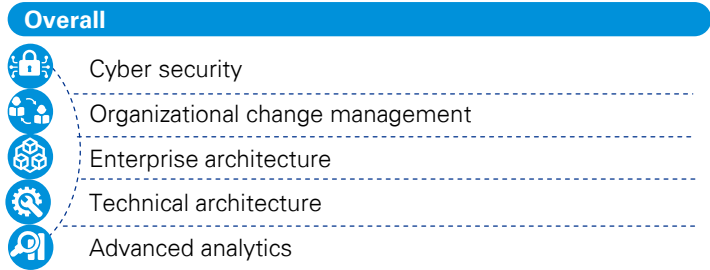 Overall
Cyber security
Organizational change management
Enterprise architecture
Technical architecture
Advanced analytics